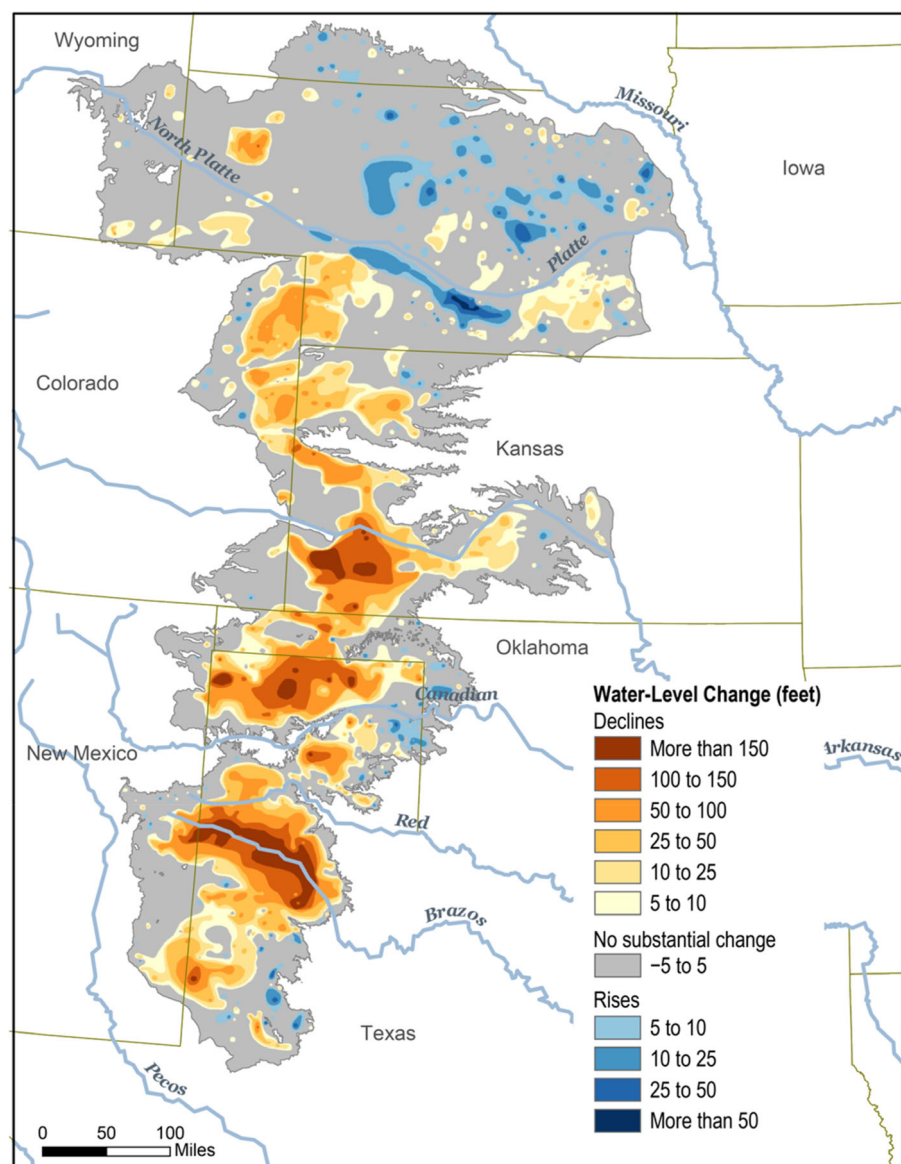 Wyoming
Missouri
North Platte
Iowa
Platte
Colorado
Kansas
Oklahoma
Canadian
New Mexico
Arkansas
Red
Brazos
Texas
Pecos
Water-Level Change (feet)
Declines
More than 150
100 to 150
50 to 100
25 to 50
10 to 25
5 to 10
No substantial change
−5 to 5
Rises
5 to 10
10 to 25
25 to 50
More than 50
0 50 100
Miles